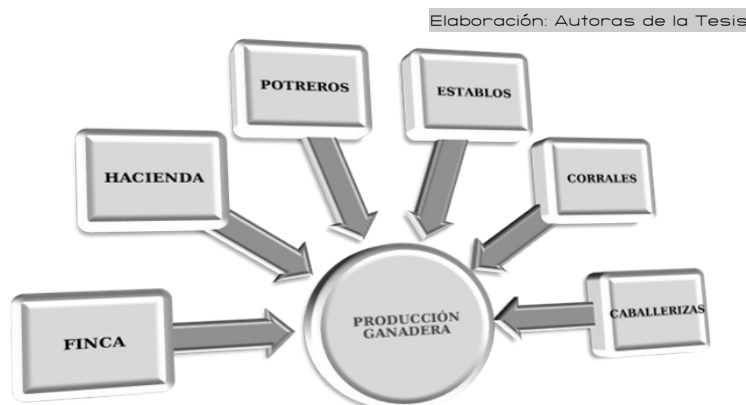 Elaboración: Autoras de la Tesis
POTREROS
ESTABLOS
HACIENDA
CORRALES
FINCA
CABALLERIZAS
PRODUCCIÓN
GANADERA